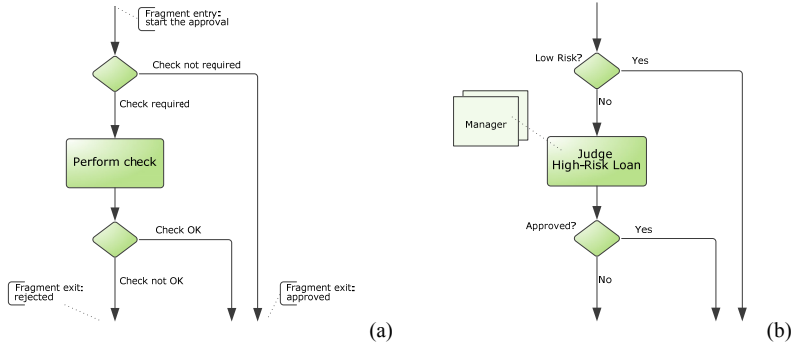 Fragment entry:
start the approval
Check not required
Check required
Perform check
Check OK
Check not OK
Fragment exit:
rejected
Fragment exit:
approved
(a)
Low Risk?
Yes
No
Manager
Judge
High-Risk Loan
Approved?
Yes
No
(b)